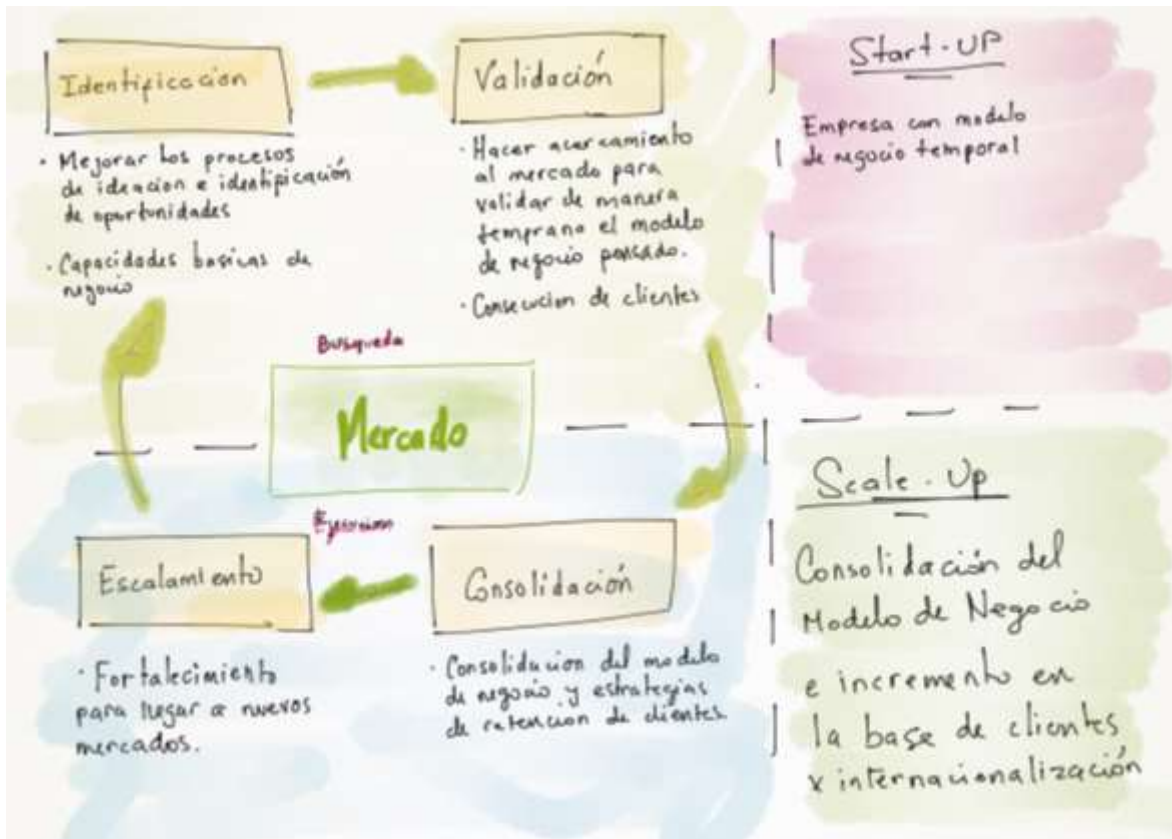 Identificacion
· Mejorar los procesos
de ideacion e identificación
de oportunidades
· Capacidades basicas de
negocio
Validación
· Hacer acercamiento
al mercado para
validar de manera
temprana el modelo
de negocio pensado.
· Consecucion de clientes
Start-UP
Empresa con modelo
de negocio temporal
Búsqueda
Mercado
Escalamiento
· Fortalecimiento
para llegar a nuevos
mercados.
Consolidación
· Consolidacion del modelo
de negocio y estrategias
de retención de clientes.
Scale-Up
Consolidación del
Modelo de Negocio
e incremento en
la base de clientes
x internacionalización